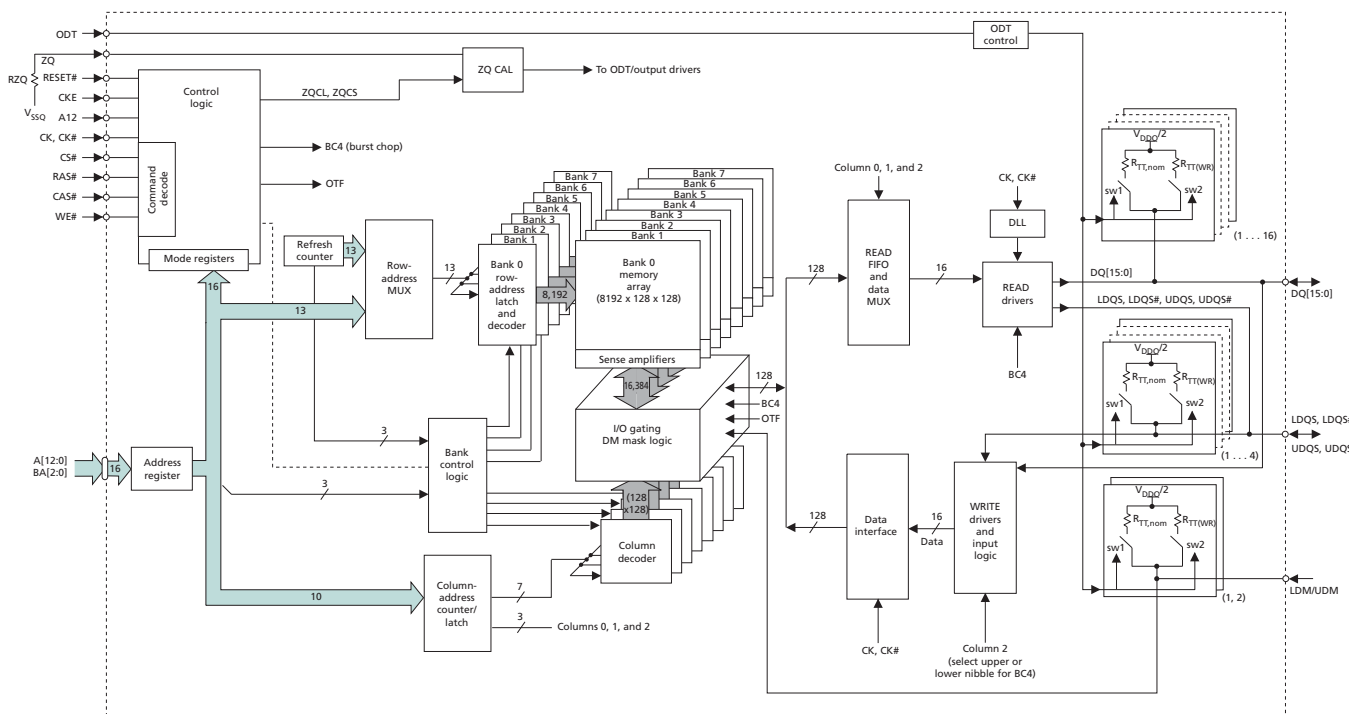 ODT
ODT
control
ZQ
RZQ
VSSQ
ZQ CAL
To ODT/output drivers
RESET#
CKE
A12
CK, CK#
CS#
RAS#
CAS#
WE#
Control
logic
Command
decode
Mode registers
ZQCL, ZQCS
BC4 (burst chop)
OTF
Refresh
counter
13
Row-
address
MUX
13
16
13
Bank 7
Bank 6
Bank 5
Bank 4
Bank 3
Bank 2
Bank 1
Bank 0
row-
address
latch
and
decoder
8,192
Bank 7
Bank 6
Bank 5
Bank 4
Bank 3
Bank 2
Bank 1
Bank 0
memory
array
(8192 x 128 x 128)
Sense amplifiers
16,384
I/O gating
DM mask logic
128
BC4
OTF
(128
x128)
Column
decoder
A[12:0]
BA[2:0]
16
Address
register
3
3
Bank
control
logic
10
Column-
address
counter/
latch
7
3
Columns 0, 1, and 2
Column 0, 1, and 2
128
READ
FIFO
and
data
MUX
16
CK, CK#
DLL
READ
drivers
BC4
DQ[15:0]
LDQS, LDQS#, UDQS, UDQS#
128
Data
interface
16
Data
WRITE
drivers
and
input
logic
CK, CK#
Column 2
(select upper or
lower nibble for BC4)
VDDQ/2
RTT,nom
RTT(WR)
sw1
sw2
(1 . . . 16)
DQ[15:0]
VDDQ/2
RTT,nom
RTT(WR)
sw1
sw2
(1 . . . 4)
LDQS, LDQS#
UDQS, UDQS
VDDQ/2
RTT,nom
RTT(WR)
sw1
sw2
(1, 2)
LDM/UDM